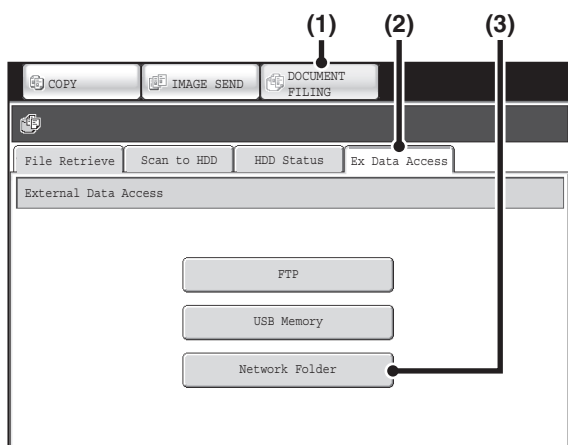 (1) (2) (3)
COPY IMAGE SEND DOCUMENT
FILING
File Retrieve Scan to HDD HDD Status Ex Data Access
External Data Access
FTP
USB Memory
Network Folder